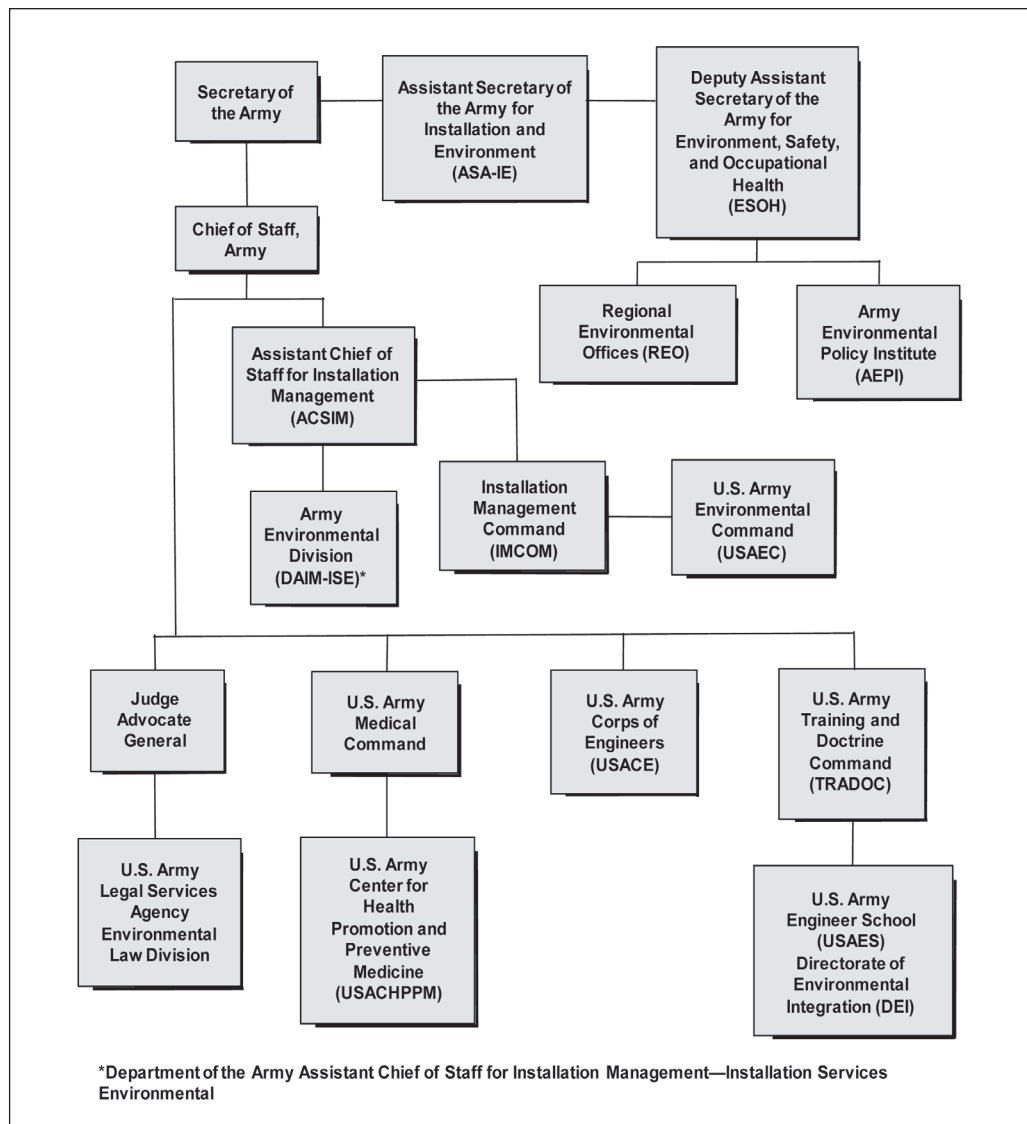 Secretary of
the Army
Assistant Secretary of
the Army for
Installation and
Environment
(ASA-IE)
Deputy Assistant
Secretary of the
Army for
Environment, Safety,
and Occupational
Health
(ESOH)
Chief of Staff,
Army
Regional
Environmental
Offices (REO)
Army
Environmental
Policy Institute
(AEPI)
Assistant Chief of
Staff for Installation
Management
(ACSIM)
Army
Environmental
Division
(DAIM-ISE)*
Installation
Management
Command
(IMCOM)
U.S. Army
Environmental
Command
(USAEC)
Judge
Advocate
General
U.S. Army
Medical
Command
U.S. Army
Corps of
Engineers
(USACE)
U.S. Army
Training and
Doctrine
Command
(TRADOC)
U.S. Army
Legal Services
Agency
Environmental
Law Division
U.S. Army
Center for
Health
Promotion and
Preventive
Medicine
(USACHPPM)
U.S. Army
Engineer School
(USAES)
Directorate of
Environmental
Integration (DEI)
*Department of the Army Assistant Chief of Staff for Installation Management—Installation Services
Environmental